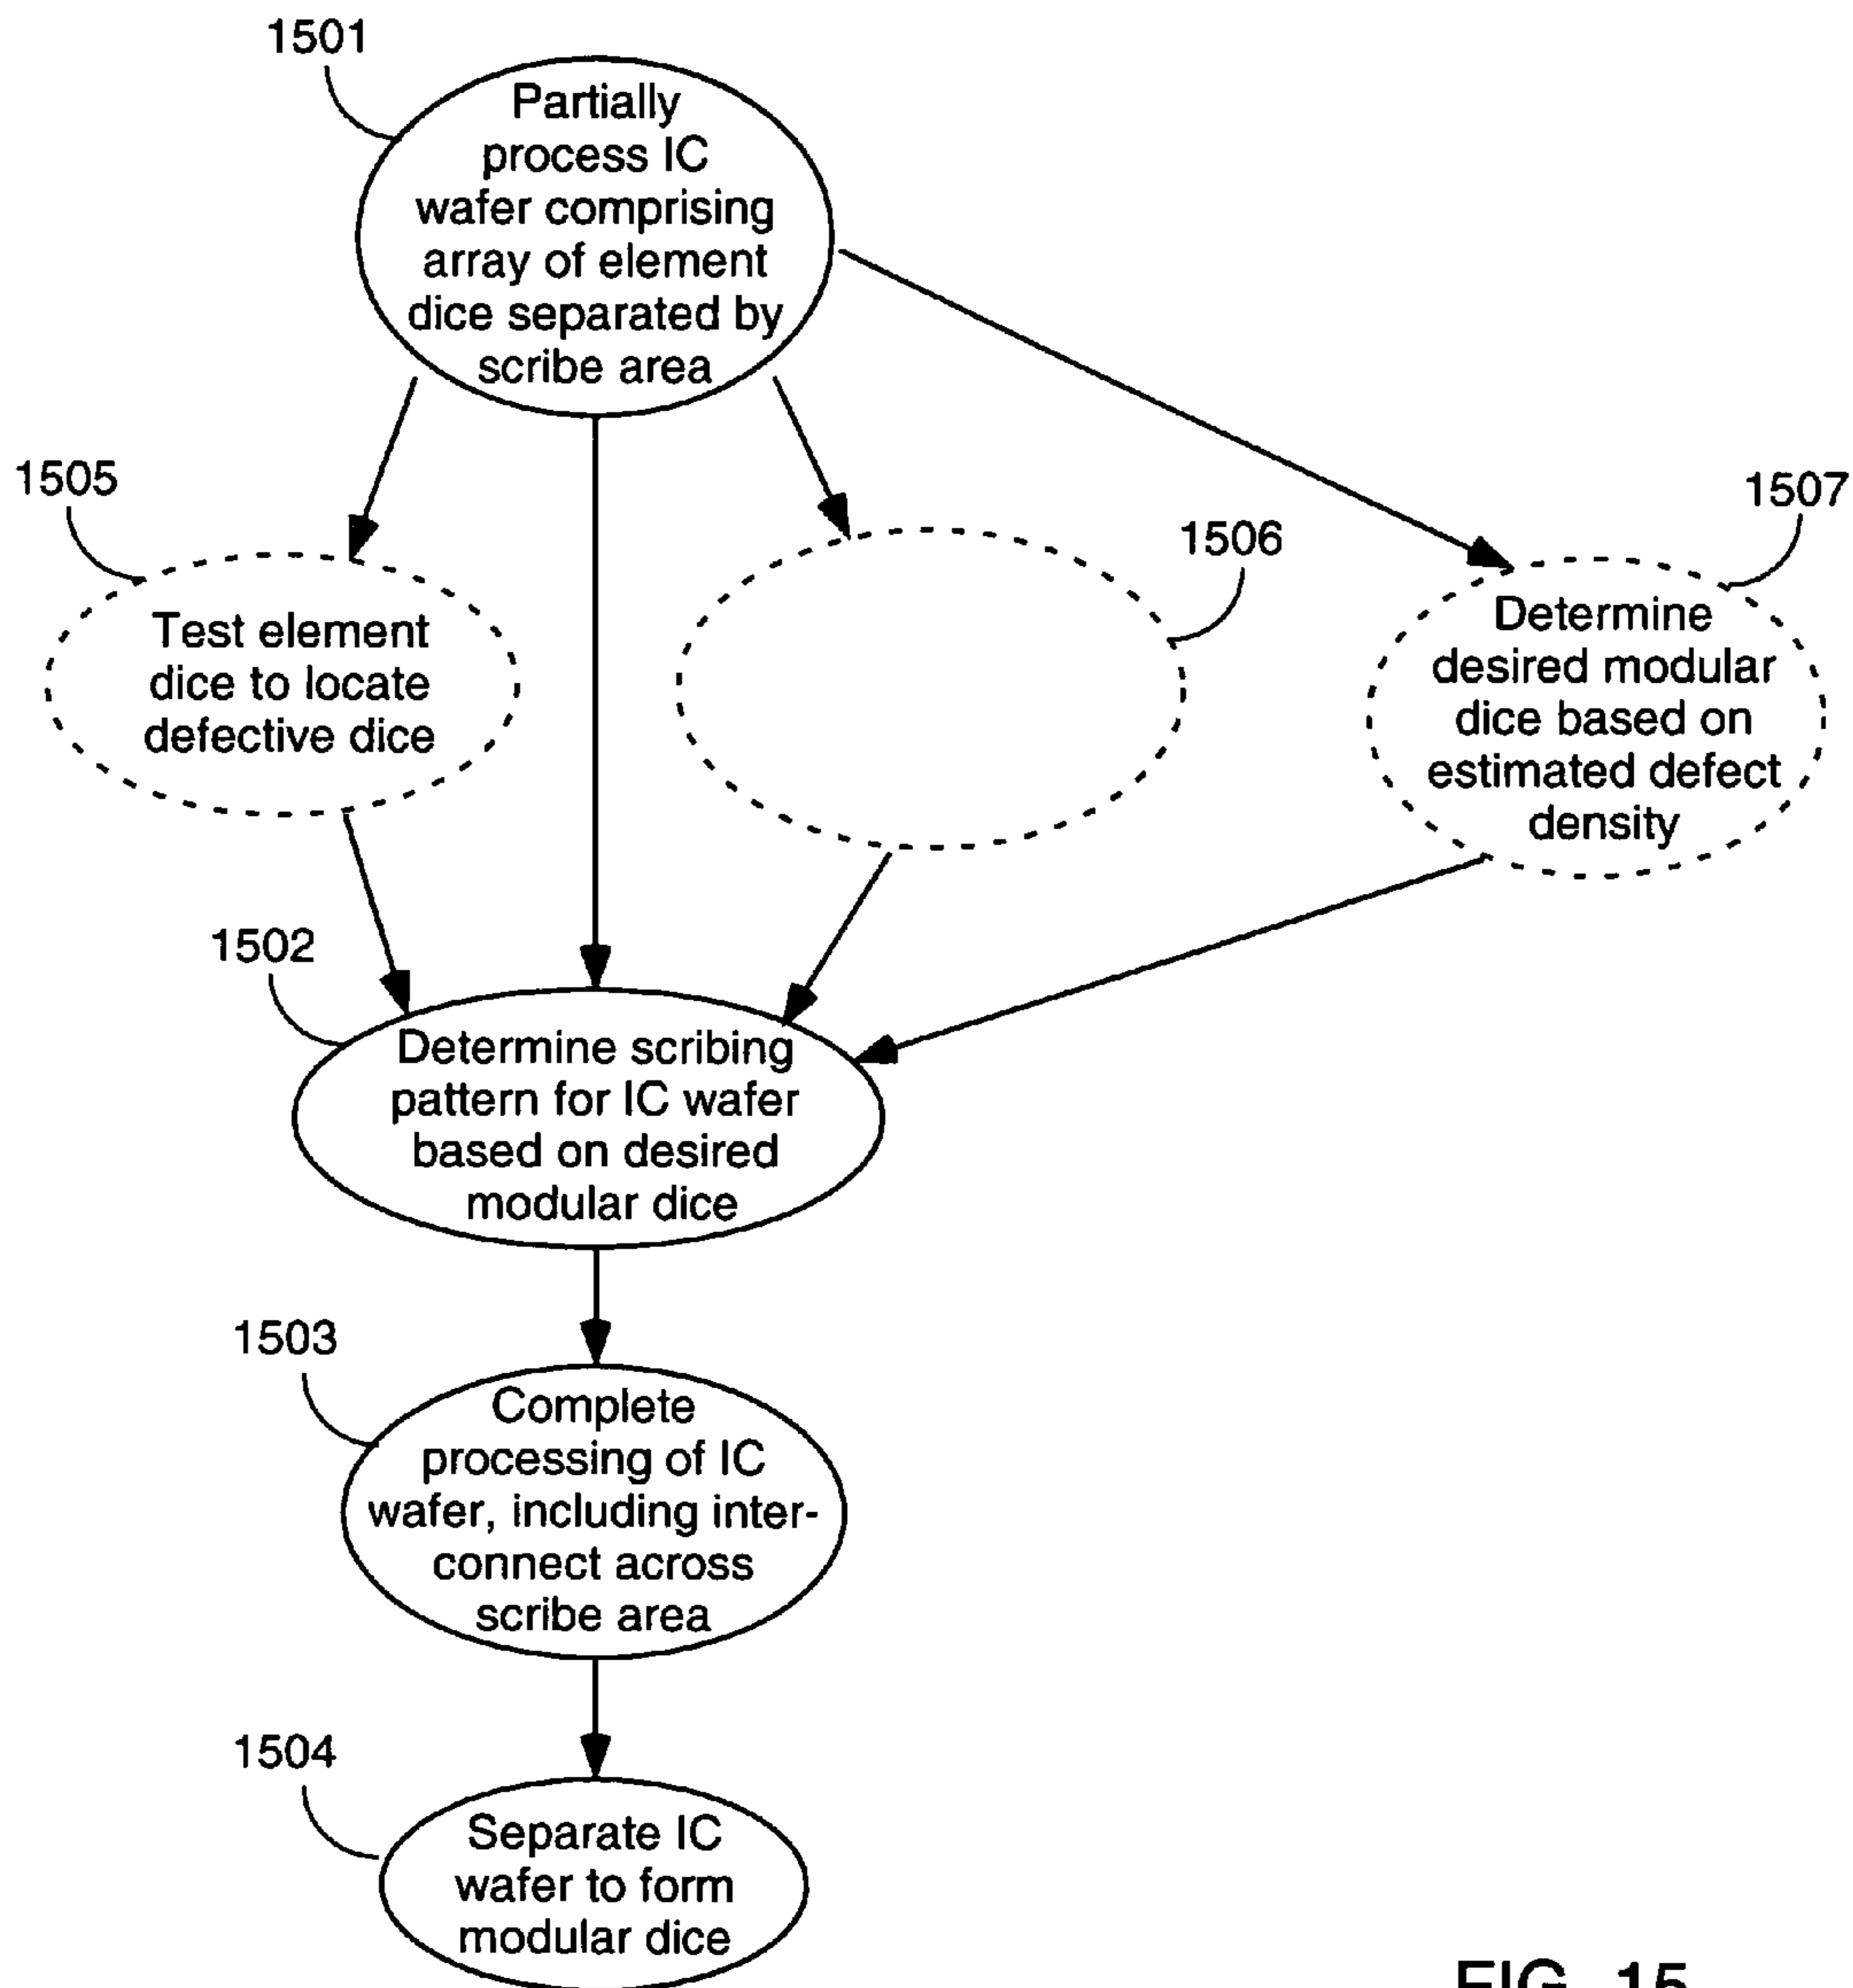 1501
Partially
process IC
wafer comprising
array of element
dice separated by
scribe area
1505
Test element
dice to locate
defective dice
1506
1507
Determine
desired modular
dice based on
estimated defect
density
1502
Determine scribing
pattern for IC wafer
based on desired
modular dice
1503
Complete
processing of IC
wafer, including inter-
connect across
scribe area
1504
Separate IC
wafer to form
modular dice
FIG. 15